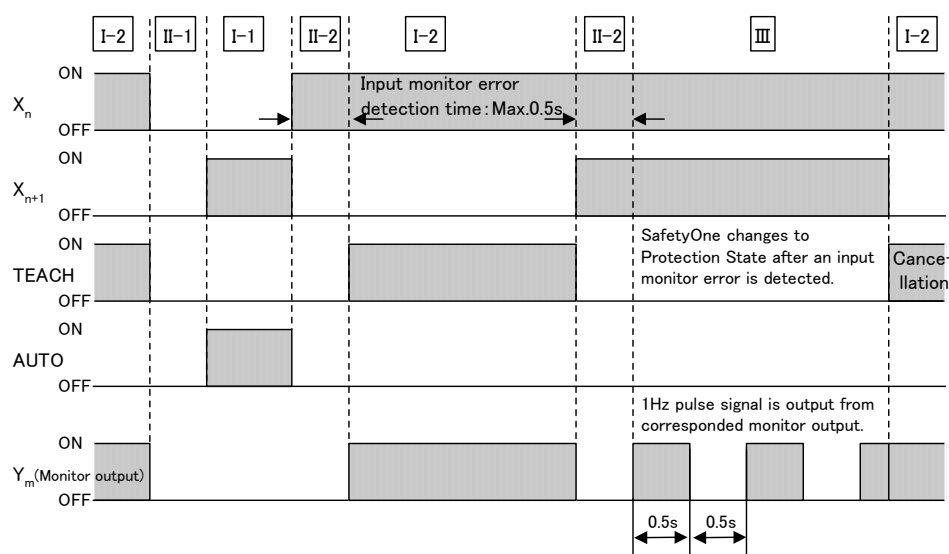 I-2 II-1 I-1 II-2 I-2 II-2 Ⅲ I-2
ON
Xn
OFF
Input monitor error
detection time:Max.0.5s
ON
Xn+1
OFF
ON
TEACH
OFF
SafetyOne changes to
Protection State after an input
monitor error is detected.
Cance-
llation
ON
AUTO
OFF
1Hz pulse signal is output from
corresponded monitor output.
ON
Ym(Monitor output)
OFF
0.5s 0.5s